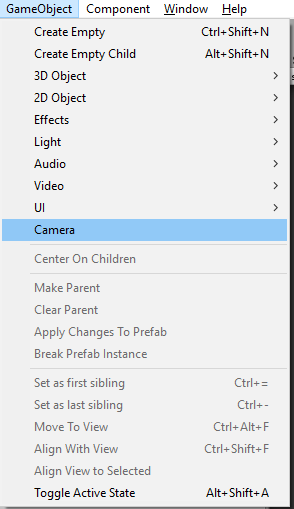 GameObject Component Window Help
Create Empty Ctrl+Shift+N
Create Empty Child Alt+Shift+N
3D Object >
2D Object >
Effects >
Light >
Audio >
Video >
UI >
Camera
Center On Children
Make Parent
Clear Parent
Apply Changes To Prefab
Break Prefab Instance
Set as first sibling Ctrl+=
Set as last sibling Ctrl+-
Move To View Ctrl+Alt+F
Align With View Ctrl+Shift+F
Align View to Selected
Toggle Active State Alt+Shift+A